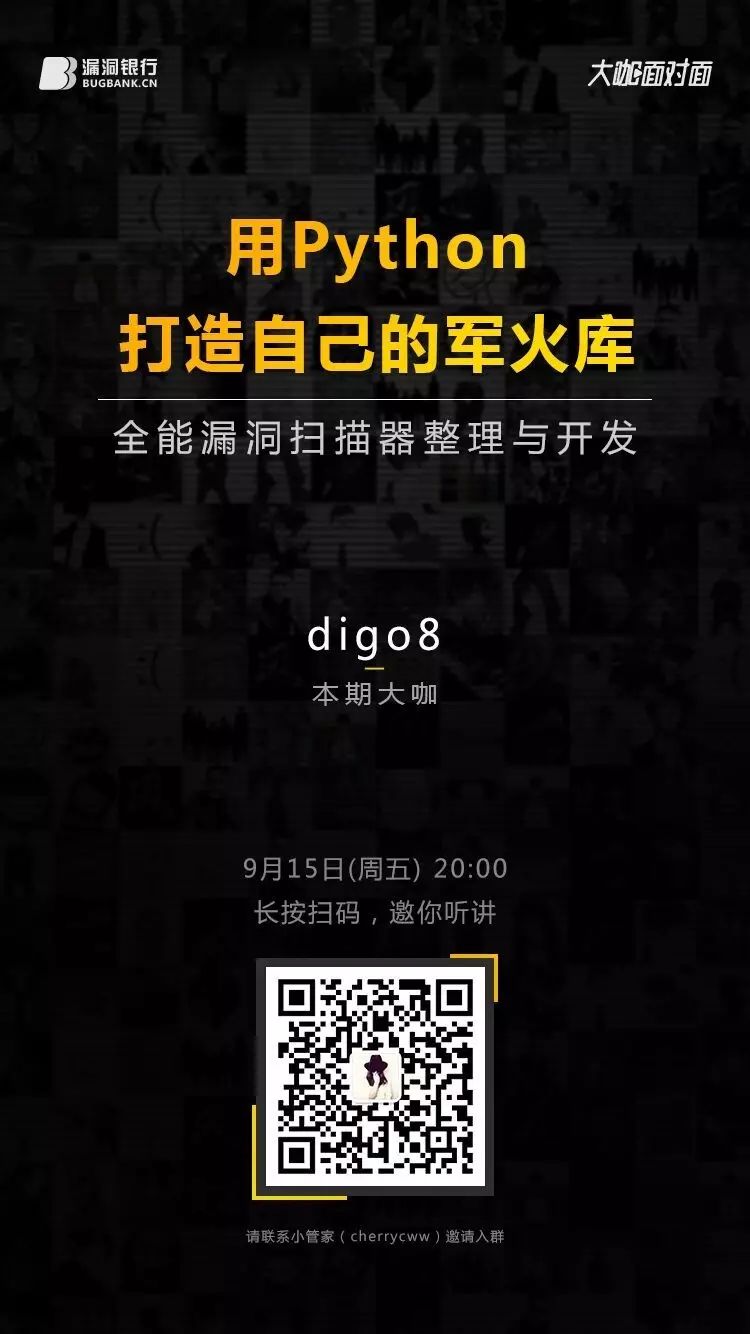 漏洞银行
BUGBANK.CN
大咖面对面
用Python
打造自己的军火库
全能漏洞扫描器整理与开发
digo8
本期大咖
9月15日(周五) 20:00
长按扫码，邀你听讲
请联系小管家（cherrycww）邀请入群